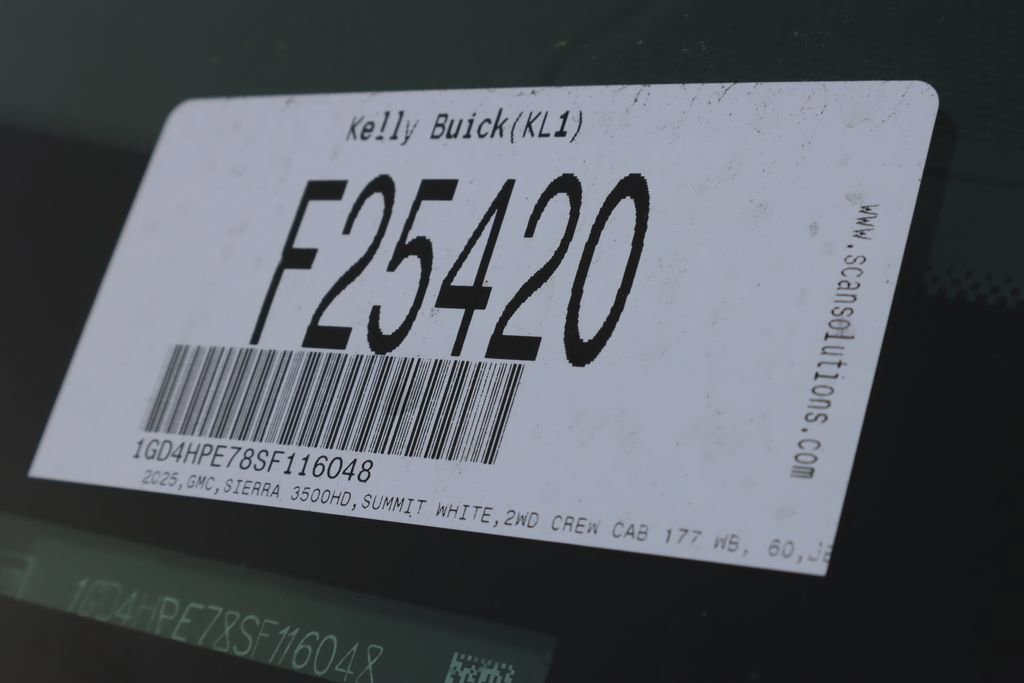 Kelly Buick(KL1)
F25420
www.scansolutions.com
1GD4HPE78SF116048
2025,GMC,SIERRA 3500HD,SUMMIT WHITE,2WD CREW CAB 177 WB, 60,
1GD4HPE78SF116048